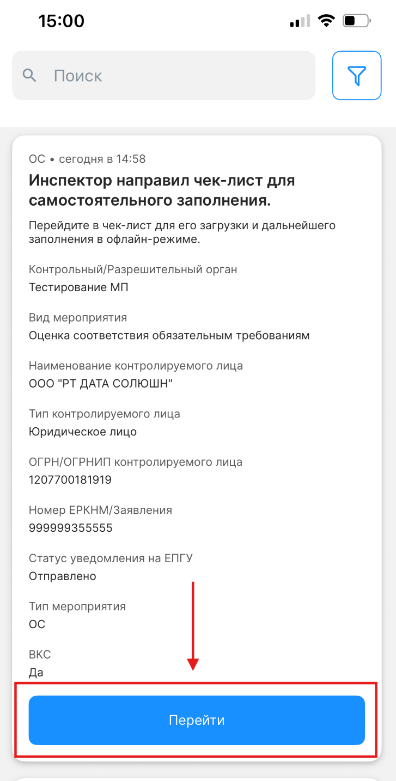 15:00
Поиск
ОС • сегодня в 14:58
Инспектор направил чек-лист для
самостоятельного заполнения.
Перейдите в чек-лист для его загрузки и дальнейшего
заполнения в офлайн-режиме.
Контрольный/Разрешительный орган
Тестирование МП
Вид мероприятия
Оценка соответствия обязательным требованиям
Наименование контролируемого лица
ООО "РТ ДАТА СОЛЮШН"
Тип контролируемого лица
Юридическое лицо
ОГРН/ОГРНИП контролируемого лица
1207700181919
Номер ЕРКНМ/Заявления
999999355555
Статус уведомления на ЕПГУ
Отправлено
Тип мероприятия
ОС
ВКС
Да
Перейти